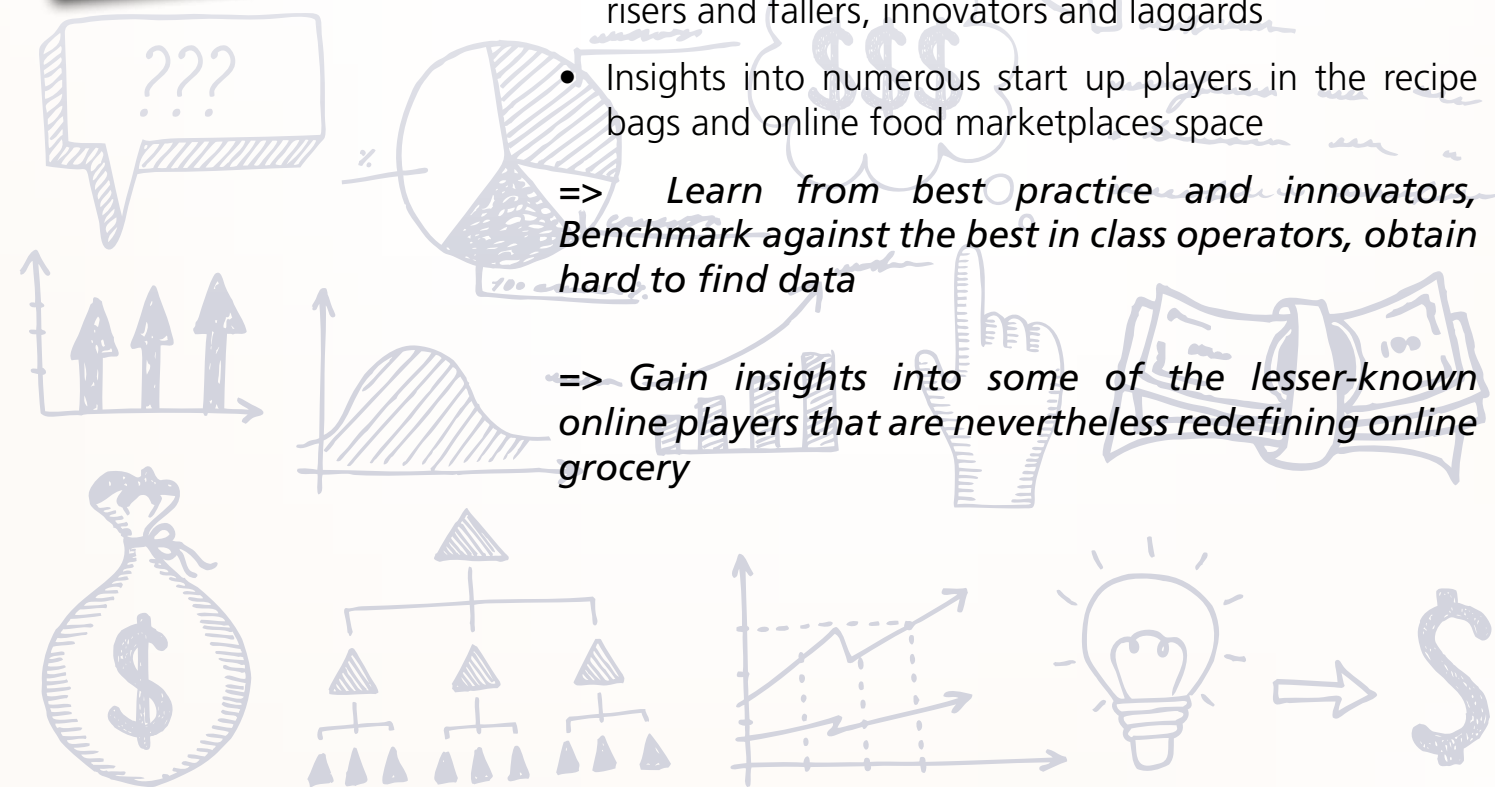 risers and fallers, innovators and laggards
• Insights into numerous start up players in the recipe
bags and online food marketplaces space
=> Learn from best practice and innovators,
Benchmark against the best in class operators, obtain
hard to find data
=> Gain insights into some of the lesser-known
online players that are nevertheless redefining online
grocery
???
$$$
%
100
$
$